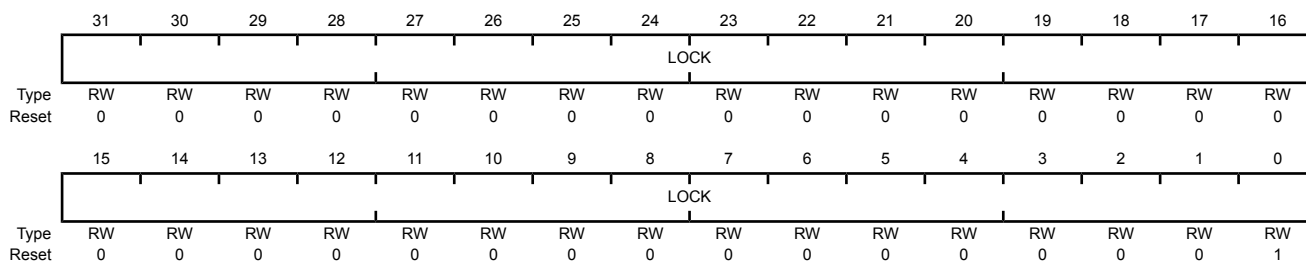 31 30 29 28 27 26 25 24 23 22 21 20 19 18 17 16
LOCK
Type RW RW RW RW RW RW RW RW RW RW RW RW RW RW RW RW
Reset 0 0 0 0 0 0 0 0 0 0 0 0 0 0 0 0
15 14 13 12 11 10 9 8 7 6 5 4 3 2 1 0
LOCK
Type RW RW RW RW RW RW RW RW RW RW RW RW RW RW RW RW
Reset 0 0 0 0 0 0 0 0 0 0 0 0 0 0 0 1